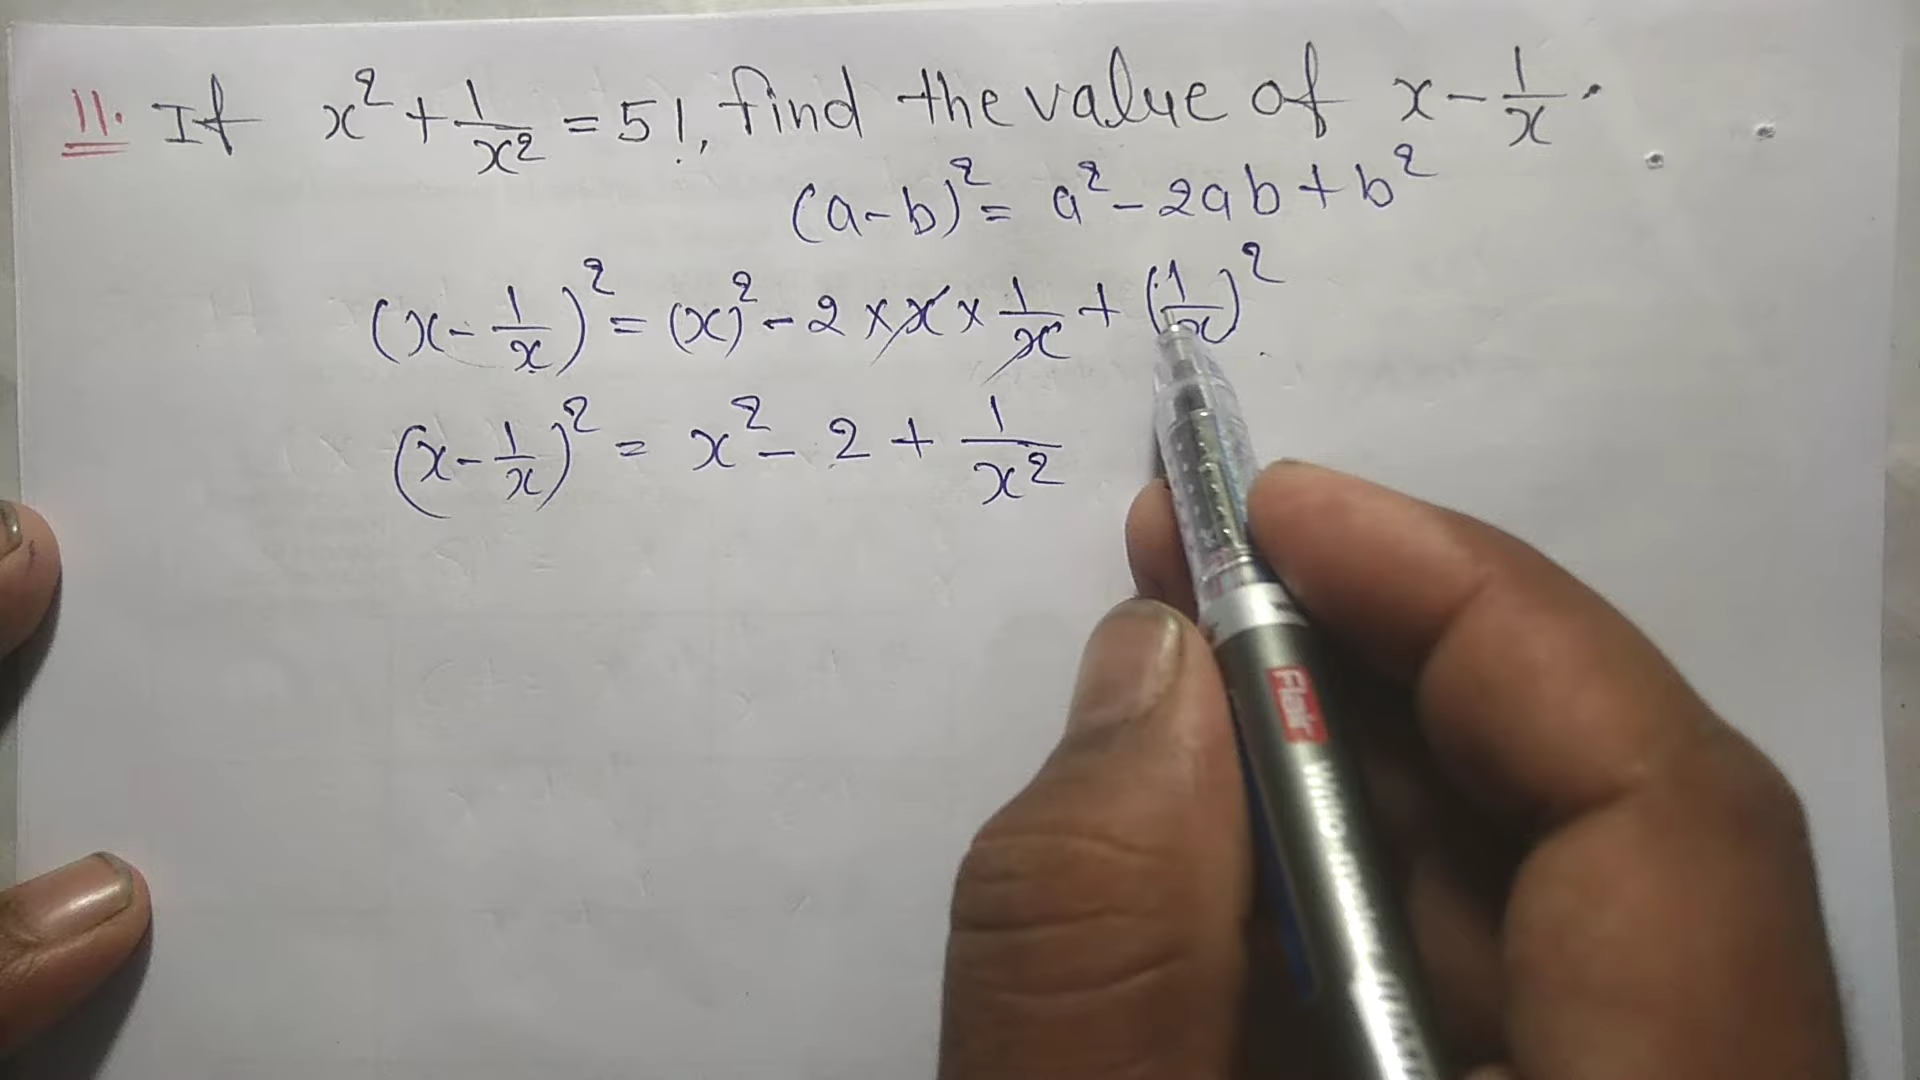 11. If x² + 1/x² = 51, find the value of x - 1/x.
(a-b)² = a² - 2ab + b²
(x - 1/x)² = (x)² - 2 × x × 1/x + (1/x)²
(x - 1/x)² = x² - 2 + 1/x²
Flair